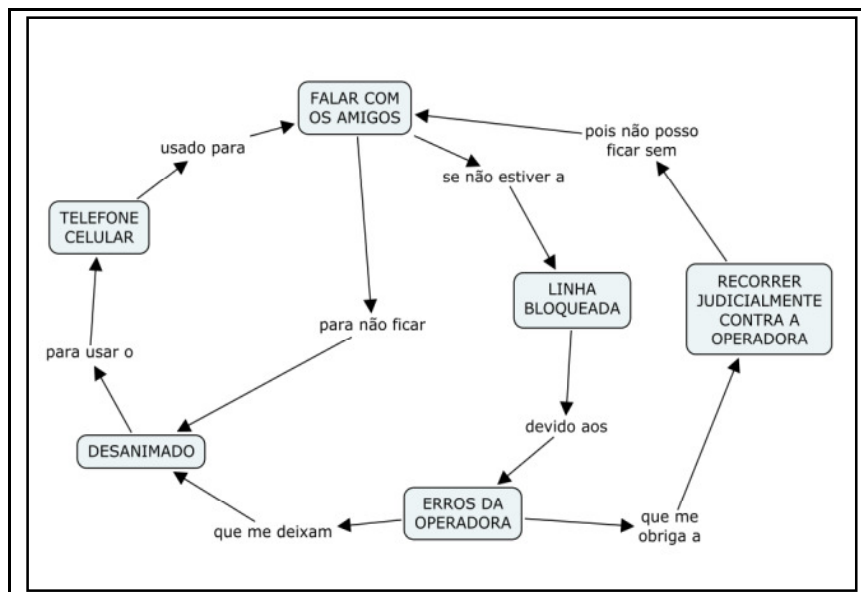 FALAR COM
OS AMIGOS
usado para
pois não posso
ficar sem
se não estiver a
TELEFONE
CELULAR
LINHA
BLOQUEADA
RECORRER
JUDICIALMENTE
CONTRA A
OPERADORA
para não ficar
para usar o
devido aos
DESANIMADO
ERROS DA
OPERADORA
que me deixam
que me
obriga a